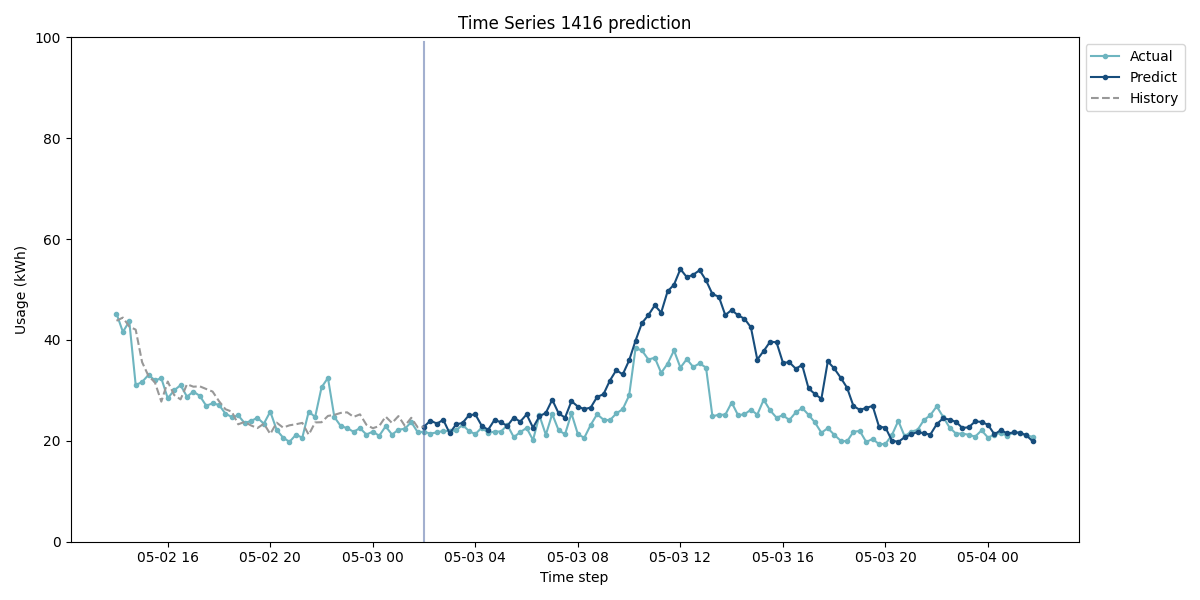 Time Series 1416 prediction
Usage (kWh)
100
80
60
40
20
0
05-02 16
05-02 20
05-03 00
05-03 04
05-03 08
05-03 12
05-03 16
05-03 20
05-04 00
Time step
Actual
Predict
History